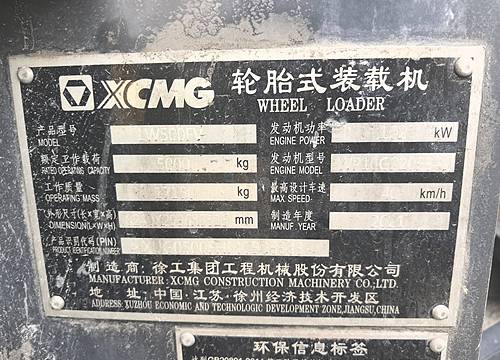 XCMG 轮胎式装载机
WHEEL LOADER
产品型号
MODEL
发动机功率
ENGINE POWER
kW
额定工作载荷
RATED OPERATING CAPACITY
5000 kg
发动机型号
ENGINE MODEL
工作质量
OPERATING MASS
kg
最高设计车速
MAX SPEED
km/h
外形尺寸(长×宽×高)
DIMENSION(L×W×H)
mm
制造年度
MANUF YEAR
产品识别代码(PIN)
PRODUCT IDENTIFICATION NUMBER
制造商:徐工集团工程机械股份有限公司
MANUFACTURER:XCMG CONSTRUCTION MACHINERY CO.,LTD.
地 址:中国·江苏·徐州经济技术开发区
ADDRESS:XUZHOU ECONOMIC AND TECHNOLOGIC DEVELOPMENT ZONE,JIANGSU,CHINA
环保信息标签